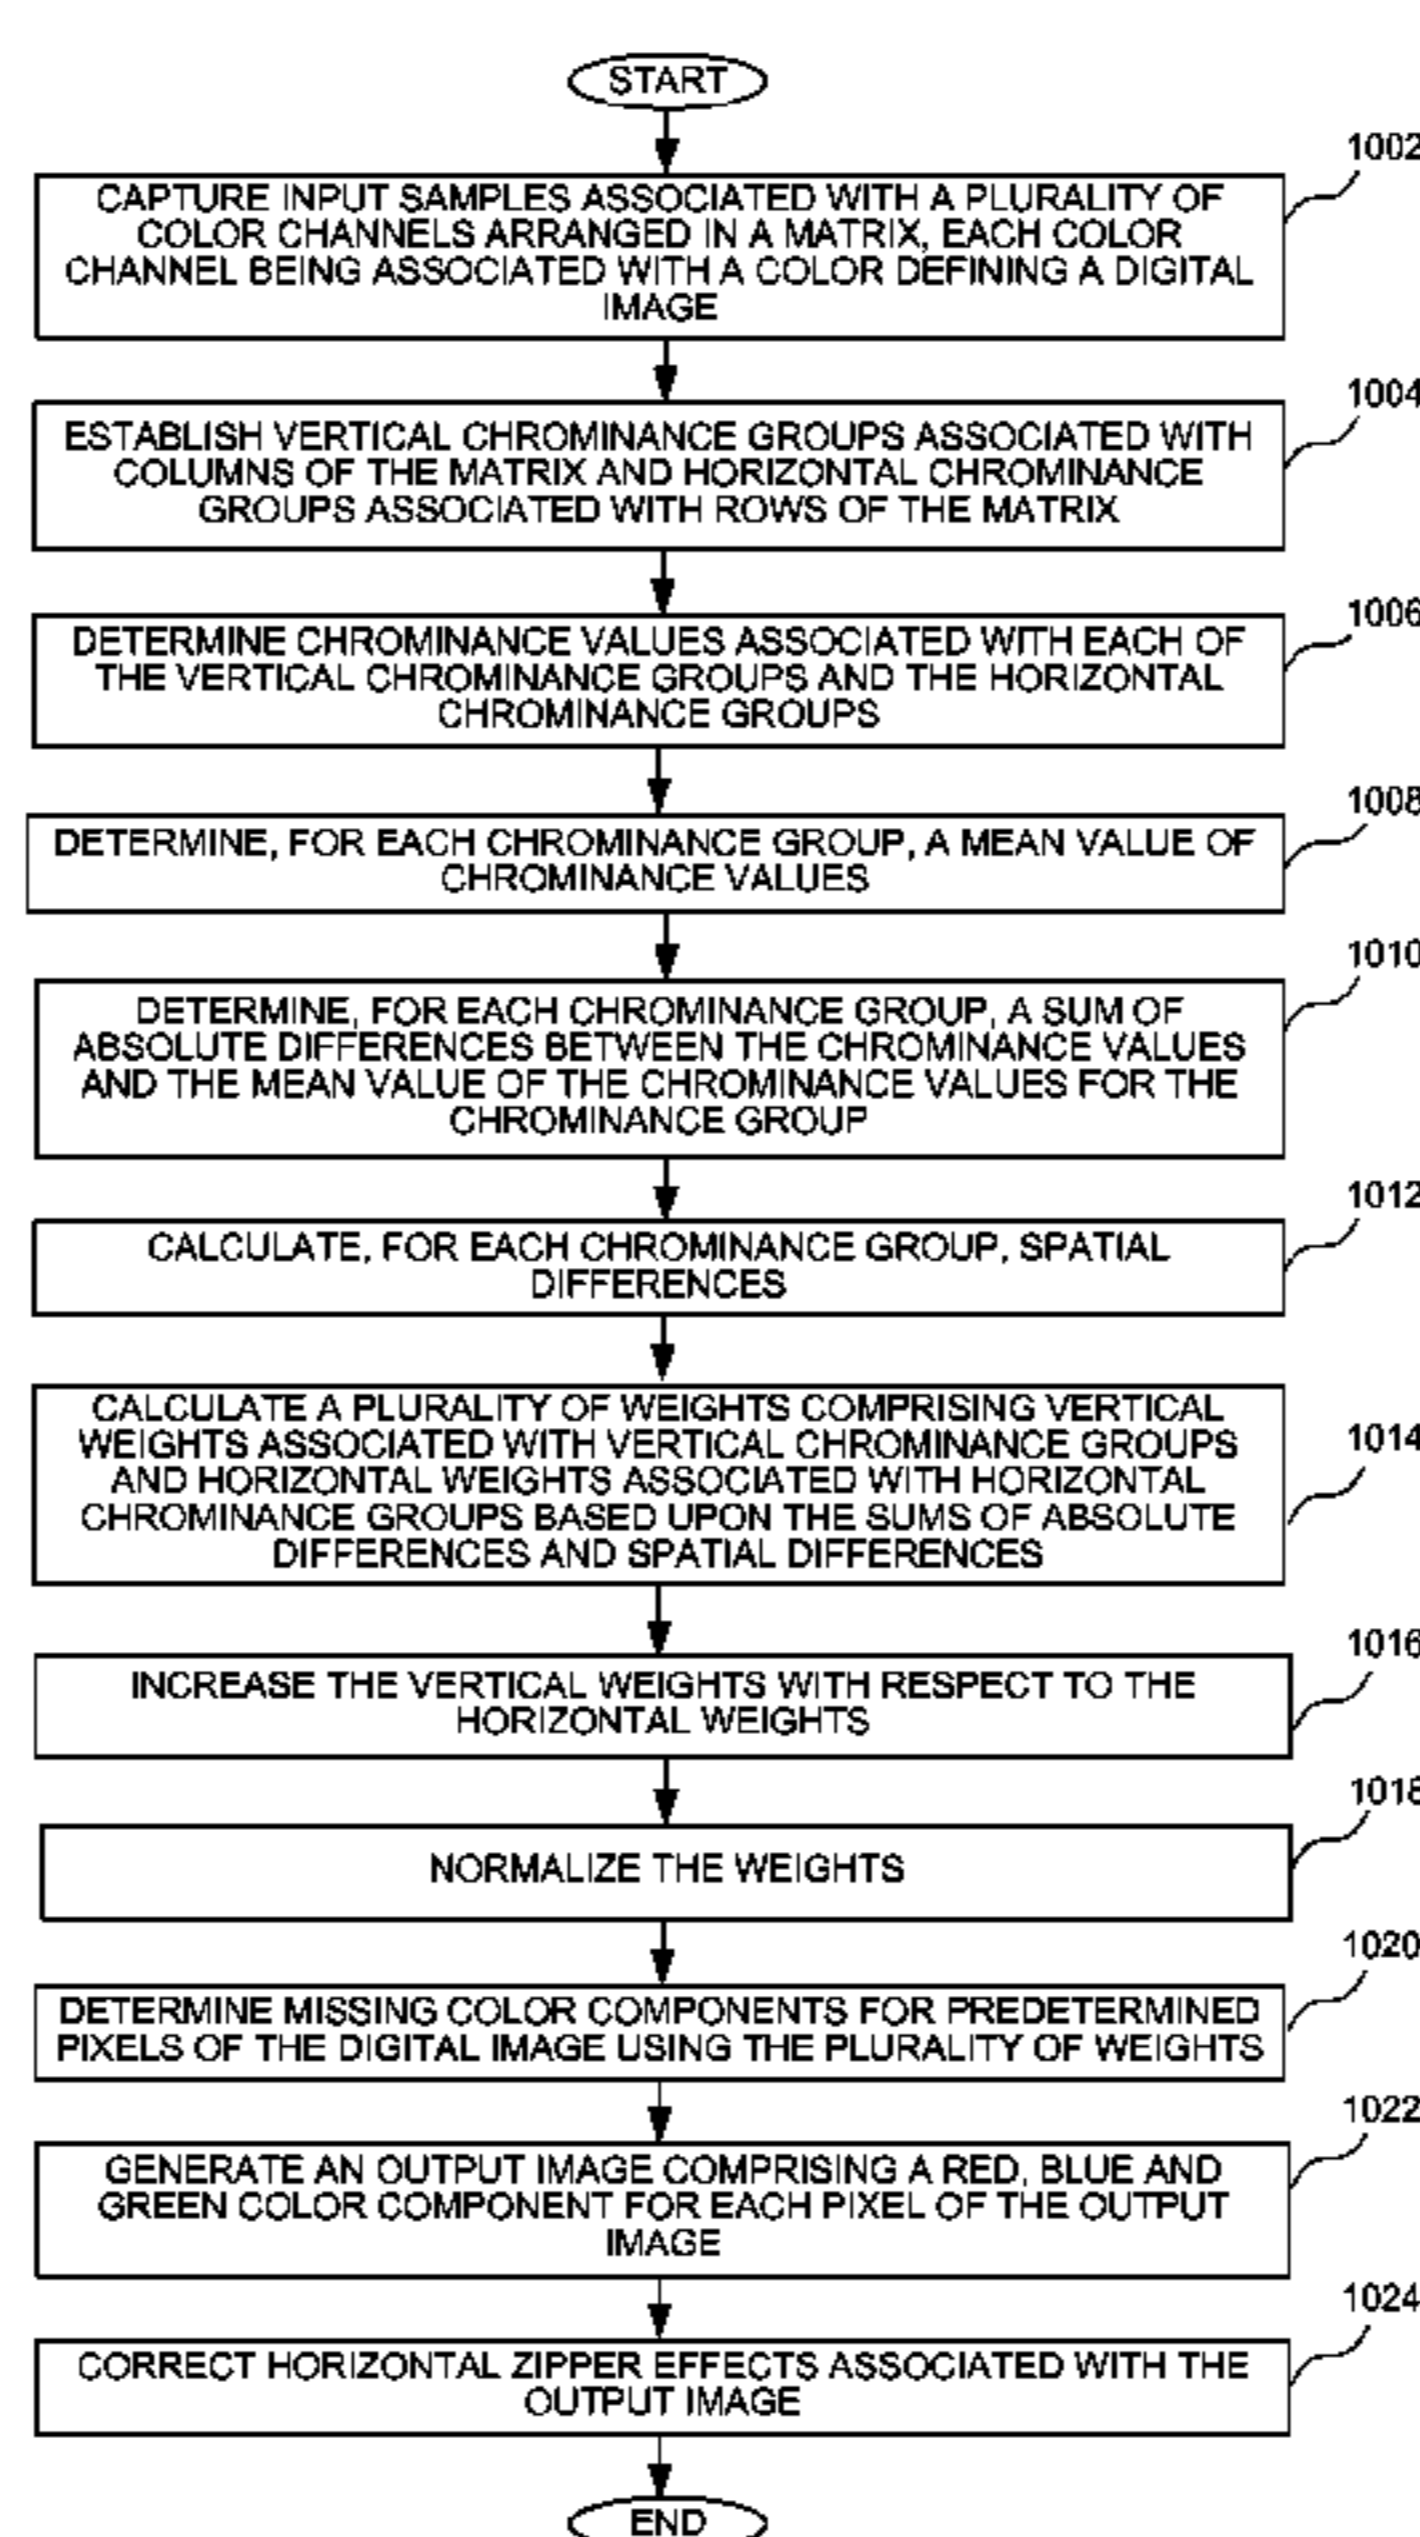 START
1002
CAPTURE INPUT SAMPLES ASSOCIATED WITH A PLURALITY OF
COLOR CHANNELS ARRANGED IN A MATRIX, EACH COLOR
CHANNEL BEING ASSOCIATED WITH A COLOR DEFINING A DIGITAL
IMAGE
1004
ESTABLISH VERTICAL CHROMINANCE GROUPS ASSOCIATED WITH
COLUMNS OF THE MATRIX AND HORIZONTAL CHROMINANCE
GROUPS ASSOCIATED WITH ROWS OF THE MATRIX
1006
DETERMINE CHROMINANCE VALUES ASSOCIATED WITH EACH OF
THE VERTICAL CHROMINANCE GROUPS AND THE HORIZONTAL
CHROMINANCE GROUPS
1008
DETERMINE, FOR EACH CHROMINANCE GROUP, A MEAN VALUE OF
CHROMINANCE VALUES
1010
DETERMINE, FOR EACH CHROMINANCE GROUP, A SUM OF
ABSOLUTE DIFFERENCES BETWEEN THE CHROMINANCE VALUES
AND THE MEAN VALUE OF THE CHROMINANCE VALUES FOR THE
CHROMINANCE GROUP
1012
CALCULATE, FOR EACH CHROMINANCE GROUP, SPATIAL
DIFFERENCES
1014
CALCULATE A PLURALITY OF WEIGHTS COMPRISING VERTICAL
WEIGHTS ASSOCIATED WITH VERTICAL CHROMINANCE GROUPS
AND HORIZONTAL WEIGHTS ASSOCIATED WITH HORIZONTAL
CHROMINANCE GROUPS BASED UPON THE SUMS OF ABSOLUTE
DIFFERENCES AND SPATIAL DIFFERENCES
1016
INCREASE THE VERTICAL WEIGHTS WITH RESPECT TO THE
HORIZONTAL WEIGHTS
1018
NORMALIZE THE WEIGHTS
1020
DETERMINE MISSING COLOR COMPONENTS FOR PREDETERMINED
PIXELS OF THE DIGITAL IMAGE USING THE PLURALITY OF WEIGHTS
1022
GENERATE AN OUTPUT IMAGE COMPRISING A RED, BLUE AND
GREEN COLOR COMPONENT FOR EACH PIXEL OF THE OUTPUT
IMAGE
1024
CORRECT HORIZONTAL ZIPPER EFFECTS ASSOCIATED WITH THE
OUTPUT IMAGE
END